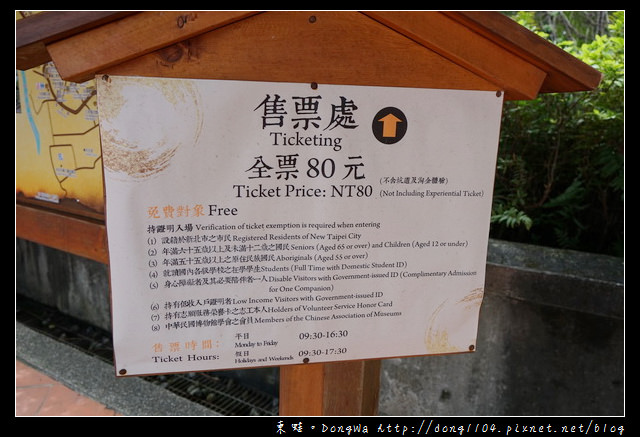 售票處
Ticketing
全票 80 元 (不含坑道及淘金體驗)
Ticket Price: NT80 (Not Including Experiential Ticket)
免費對象 Free
持證明入場 Verification of ticket exemption is required when entering
(1) 設籍於新北市之市民 Registered Residents of New Taipei City
(2) 年滿六十五歲以上及未滿十二歲之國民 Seniors (Aged 65 or over) and Children (Aged 12 or under)
(3) 年滿五十五歲以上之原住民族國民 Aboriginals (Aged 55 or over)
(4) 就讀國內各級學校之在學學生 Students (Full Time with Domestic Student ID)
(5) 身心障礙者及其必要陪伴者一人 Disable Visitors with Government-issued ID (Complimentary Admission
for One Companion)
(6) 持有低收入戶證明者 Low Income Visitors with Government-issued ID
(7) 持有志願服務榮譽卡之志工本人 Holders of Volunteer Service Honor Card
(8) 中華民國博物館學會之會員 Members of the Chinese Association of Museums
售票時間: 平日 09:30-16:30
Monday to Friday
Ticket Hours: 假日 09:30-17:30
Holidays and Weekends
東蛙。DongWa http://dong1104.pixnet.net/blog